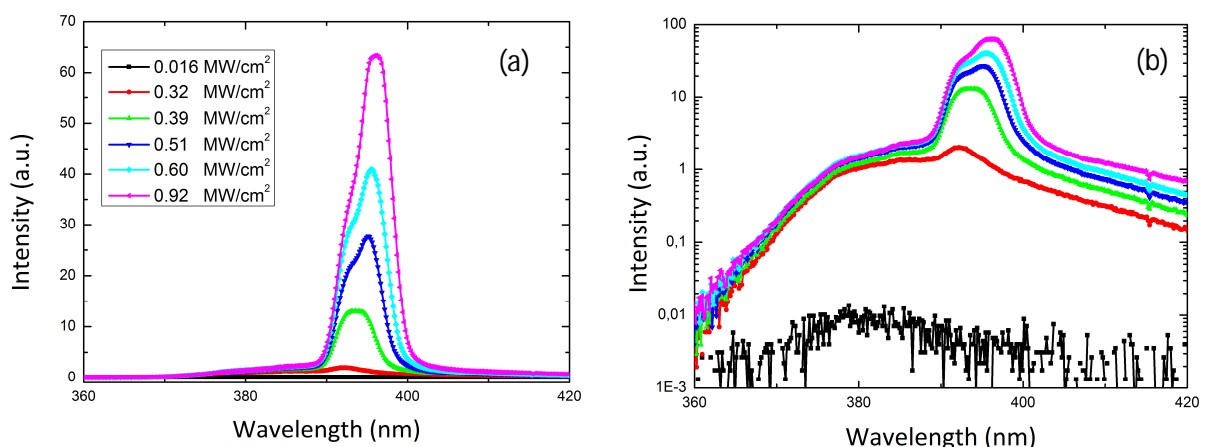 70
60
50
40
30
20
10
0
Intensity (a.u.)
0.016 MW/cm²
0.32 MW/cm²
0.39 MW/cm²
0.51 MW/cm²
0.60 MW/cm²
0.92 MW/cm²
(a)
360 380 400 420
Wavelength (nm)
100
10
1
0,1
0,01
1E-3
Intensity (a.u.)
(b)
360 380 400 420
Wavelength (nm)